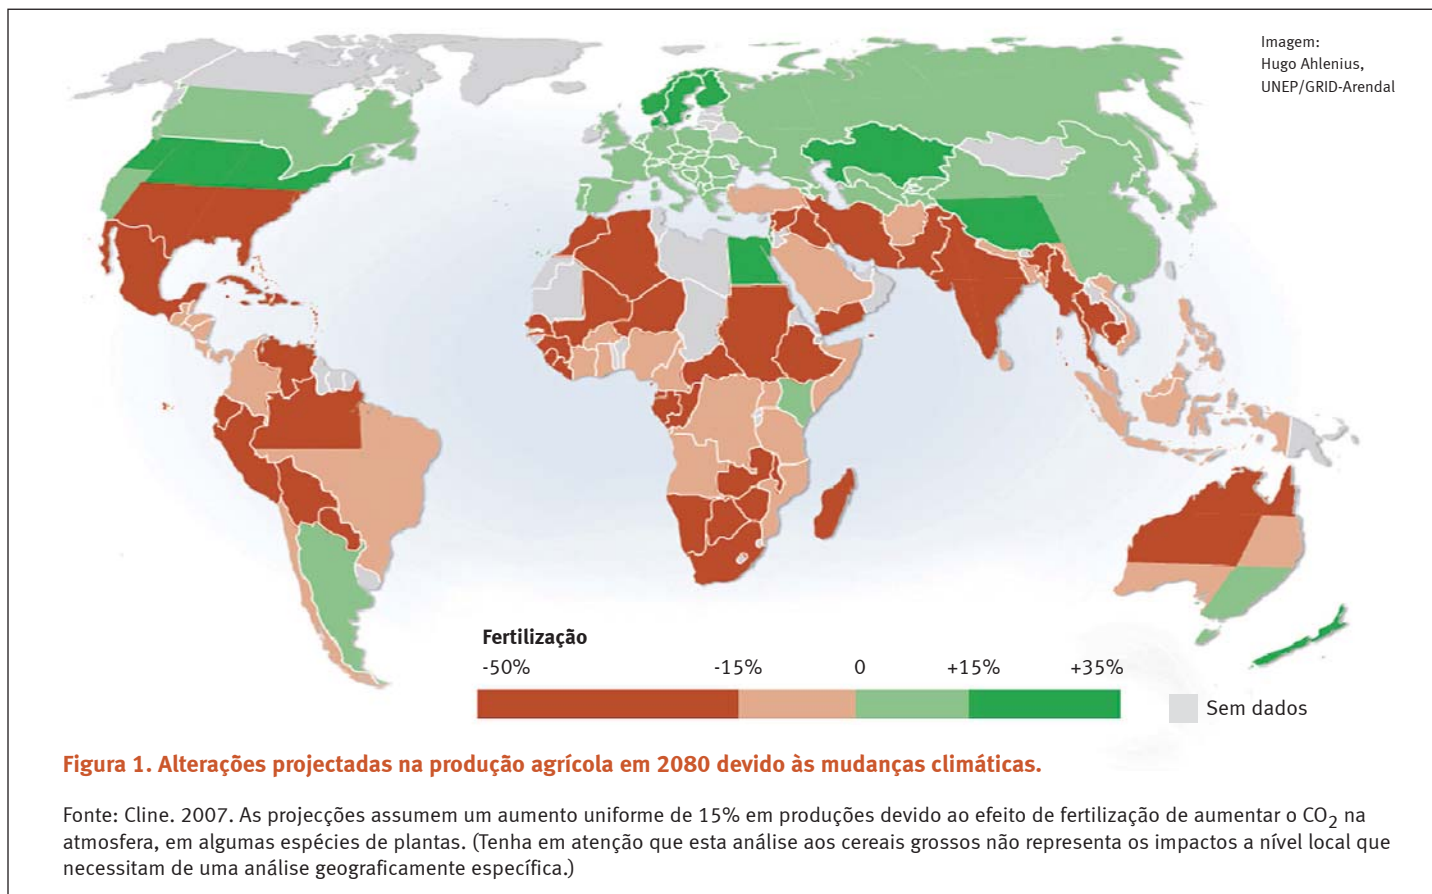 Imagem:
Hugo Ahlenius,
UNEP/GRID-Arendal
Fertilização
-50% -15% 0 +15% +35%
Sem dados
Figura 1. Alterações projectadas na produção agrícola em 2080 devido às mudanças climáticas.
Fonte: Cline. 2007. As projecções assumem um aumento uniforme de 15% em produções devido ao efeito de fertilização de aumentar o CO₂ na
atmosfera, em algumas espécies de plantas. (Tenha em atenção que esta análise aos cereais grossos não representa os impactos a nível local que
necessitam de uma análise geograficamente específica.)